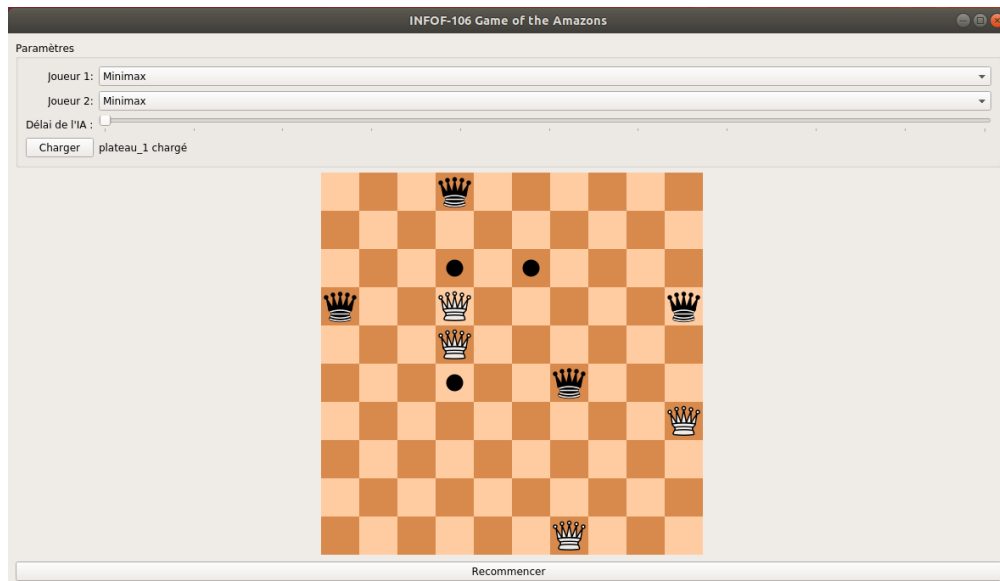 INFOF-106 Game of the Amazons
Paramètres
Joueur 1: Minimax
Joueur 2: Minimax
Délai de l'IA :
Charger plateau_1 chargé
Recommencer